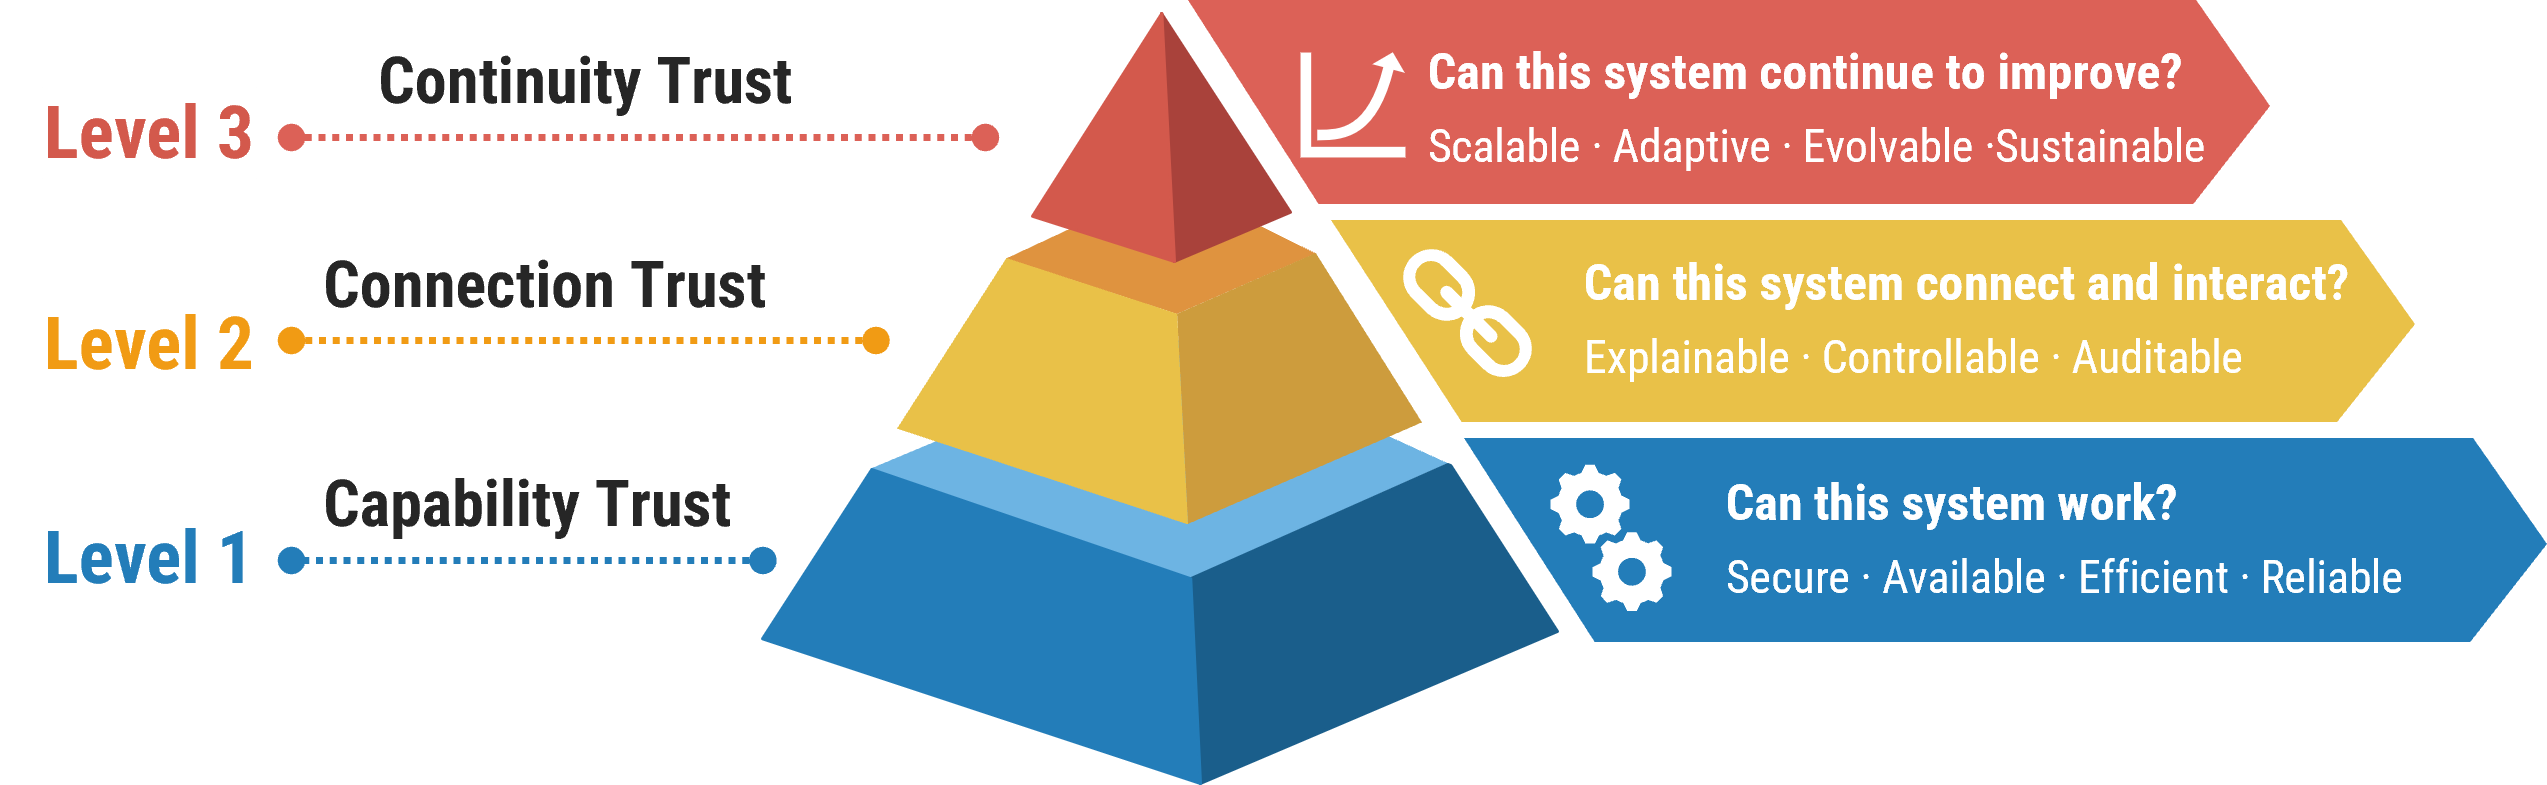 Continuity Trust
Level 3
Can this system continue to improve?
Scalable · Adaptive · Evolvable ·Sustainable
Connection Trust
Level 2
Can this system connect and interact?
Explainable · Controllable · Auditable
Capability Trust
Level 1
Can this system work?
Secure · Available · Efficient · Reliable